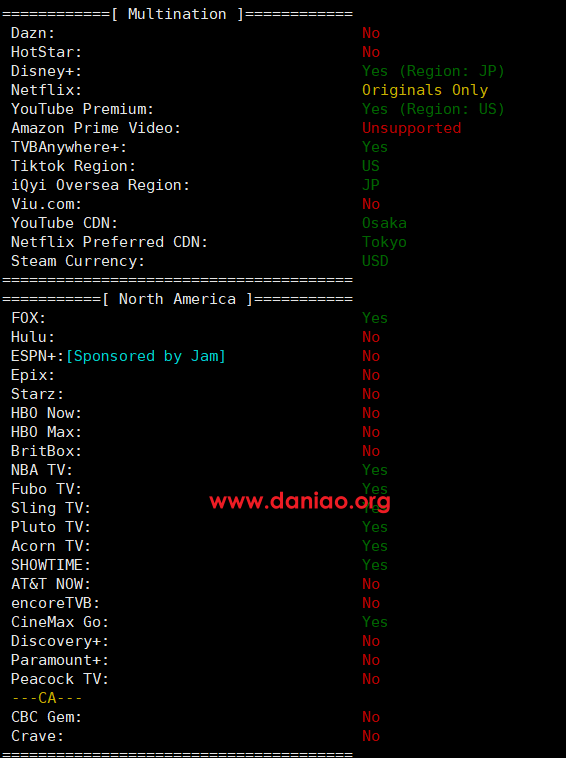 ============[ Multination ]============
Dazn: No
HotStar: No
Disney+: Yes (Region: JP)
Netflix: Originals Only
YouTube Premium: Yes (Region: US)
Amazon Prime Video: Unsupported
TVBAnywhere+: Yes
Tiktok Region: US
iQyi Oversea Region: JP
Viu.com: No
YouTube CDN: Osaka
Netflix Preferred CDN: Tokyo
Steam Currency: USD
=======================================
===========[ North America ]===========
FOX: Yes
Hulu: No
ESPN+:[Sponsored by Jam] No
Epix: No
Starz: No
HBO Now: No
HBO Max: No
BritBox: No
NBA TV: Yes
Fubo TV: Yes
www.daniao.org
Sling TV: Yes
Pluto TV: Yes
Acorn TV: Yes
SHOWTIME: Yes
AT&T NOW: No
encoreTVB: No
CineMax Go: Yes
Discovery+: No
Paramount+: No
Peacock TV: No
---CA---
CBC Gem: No
Crave: No
=======================================